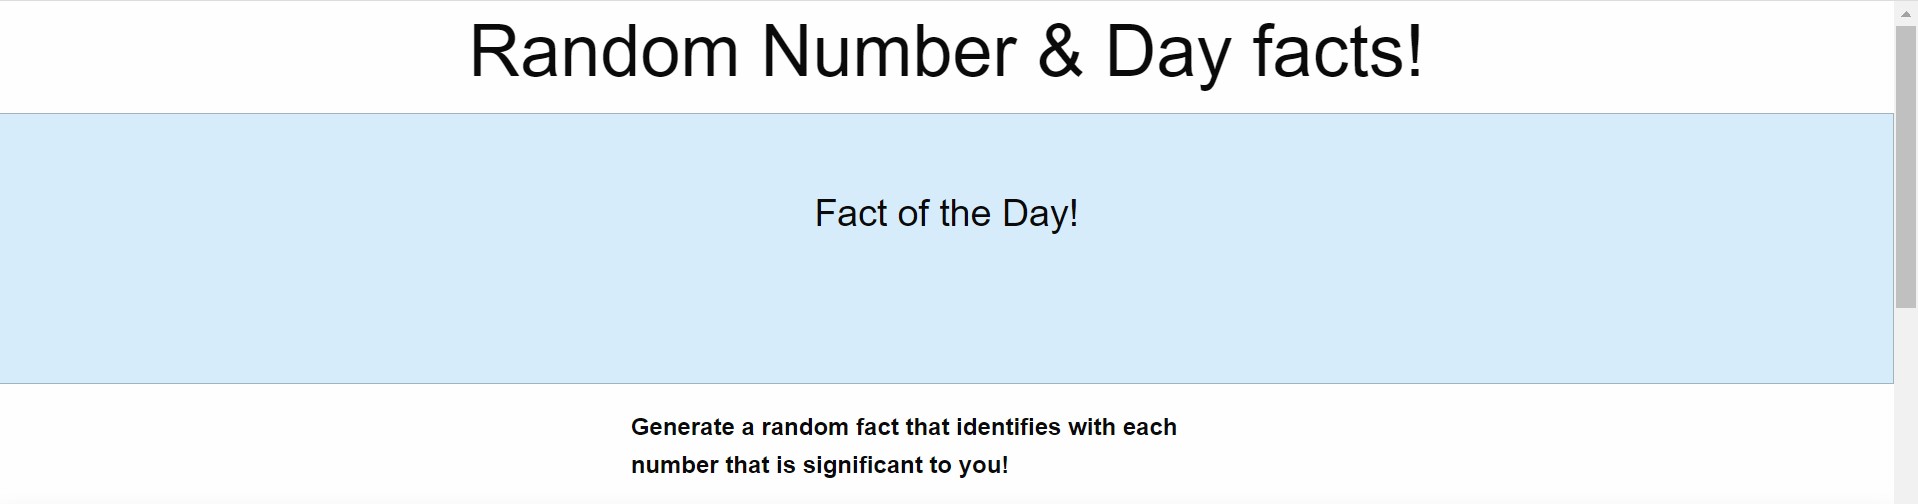 Random Number & Day facts!
Fact of the Day!
Generate a random fact that identifies with each
number that is significant to you!